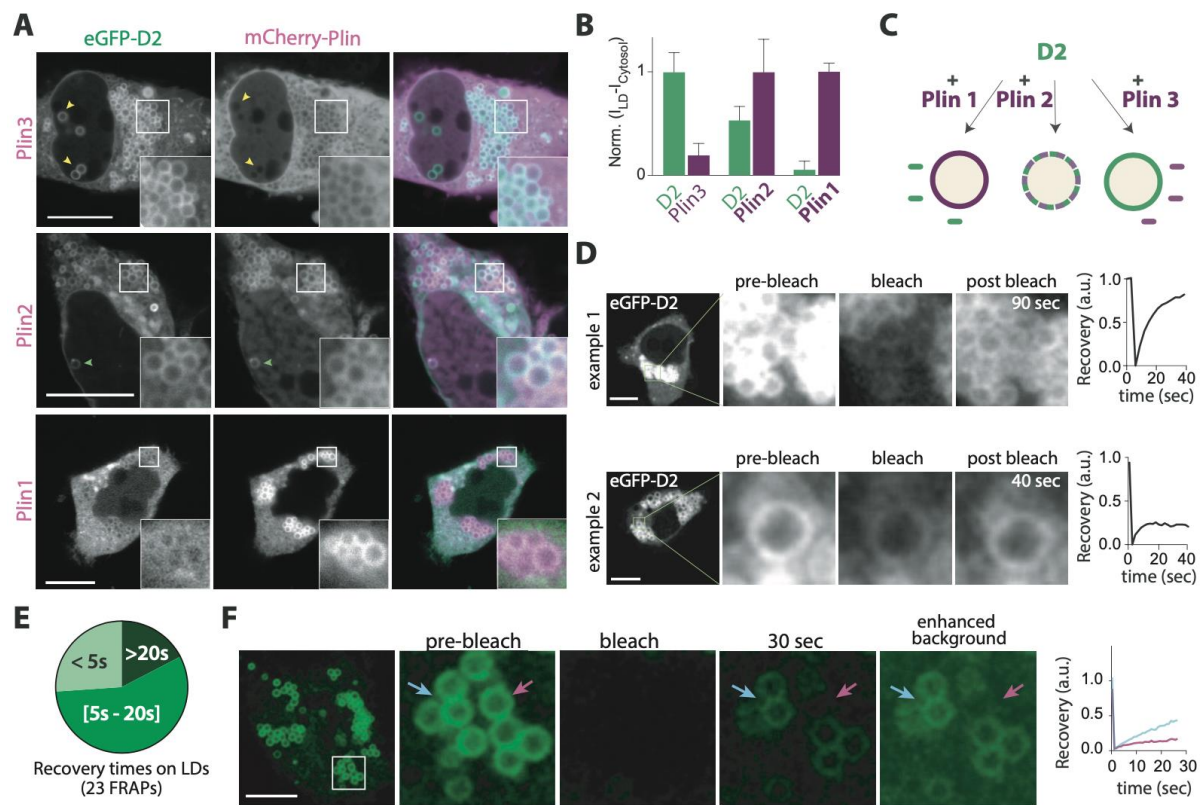 A
eGFP-D2
mCherry-Plin
Plin3
Plin2
Plin1
B
Norm. (ILD-ICytosol)
1
0
D2
Plin3
D2
Plin2
D2
Plin1
C
D2
+
Plin 1
+
Plin 2
+
Plin 3
D
pre-bleach
bleach
post bleach
example 1
eGFP-D2
90 sec
Recovery (a.u.)
1.0
0.5
0.0
0
20
40
time (sec)
pre-bleach
bleach
post bleach
example 2
eGFP-D2
40 sec
Recovery (a.u.)
1.0
0.5
0.0
0
20
40
time (sec)
E
< 5s
>20s
[5s - 20s]
Recovery times on LDs
(23 FRAPs)
F
pre-bleach
bleach
30 sec
enhanced
background
Recovery (a.u.)
1.0
0.5
0.0
0
10
20
30
time (sec)